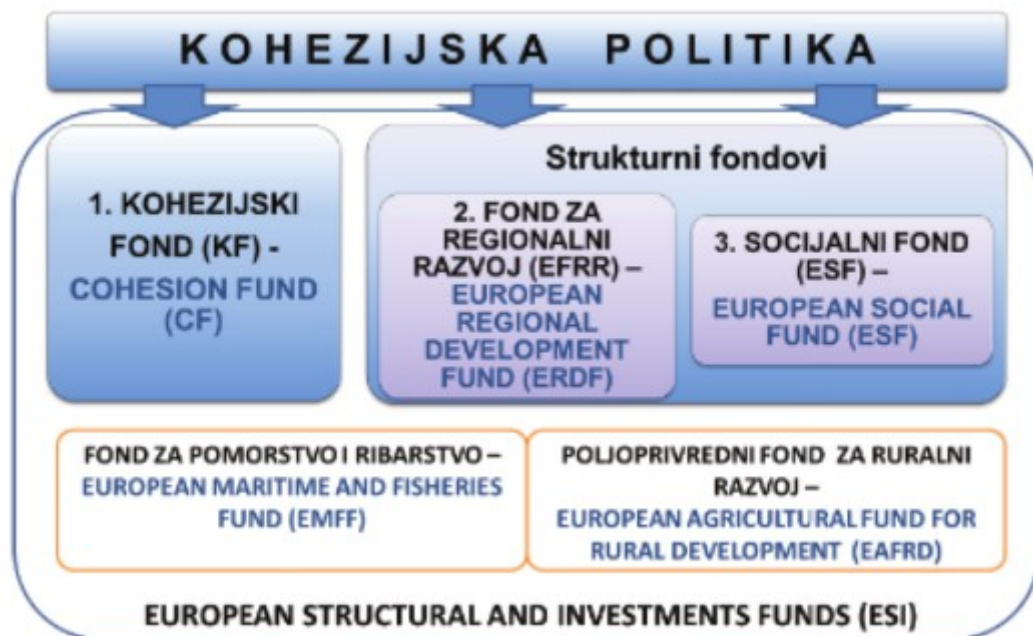 KOHEZIJSKA POLITIKA
1. KOHEZIJSKI
FOND (KF) -
COHESION FUND
(CF)
Strukturni fondovi
2. FOND ZA
REGIONALNI
RAZVOJ (EFRR) –
EUROPEAN
REGIONAL
DEVELOPMENT
FUND (ERDF)
3. SOCIJALNI FOND
(ESF) –
EUROPEAN SOCIAL
FUND (ESF)
FOND ZA POMORSTVO I RIBARSTVO –
EUROPEAN MARITIME AND FISHERIES
FUND (EMFF)
POLJOPRIVREDNI FOND ZA RURALNI
RAZVOJ –
EUROPEAN AGRICULTURAL FUND FOR
RURAL DEVELOPMENT (EAFRD)
EUROPEAN STRUCTURAL AND INVESTMENTS FUNDS (ESI)